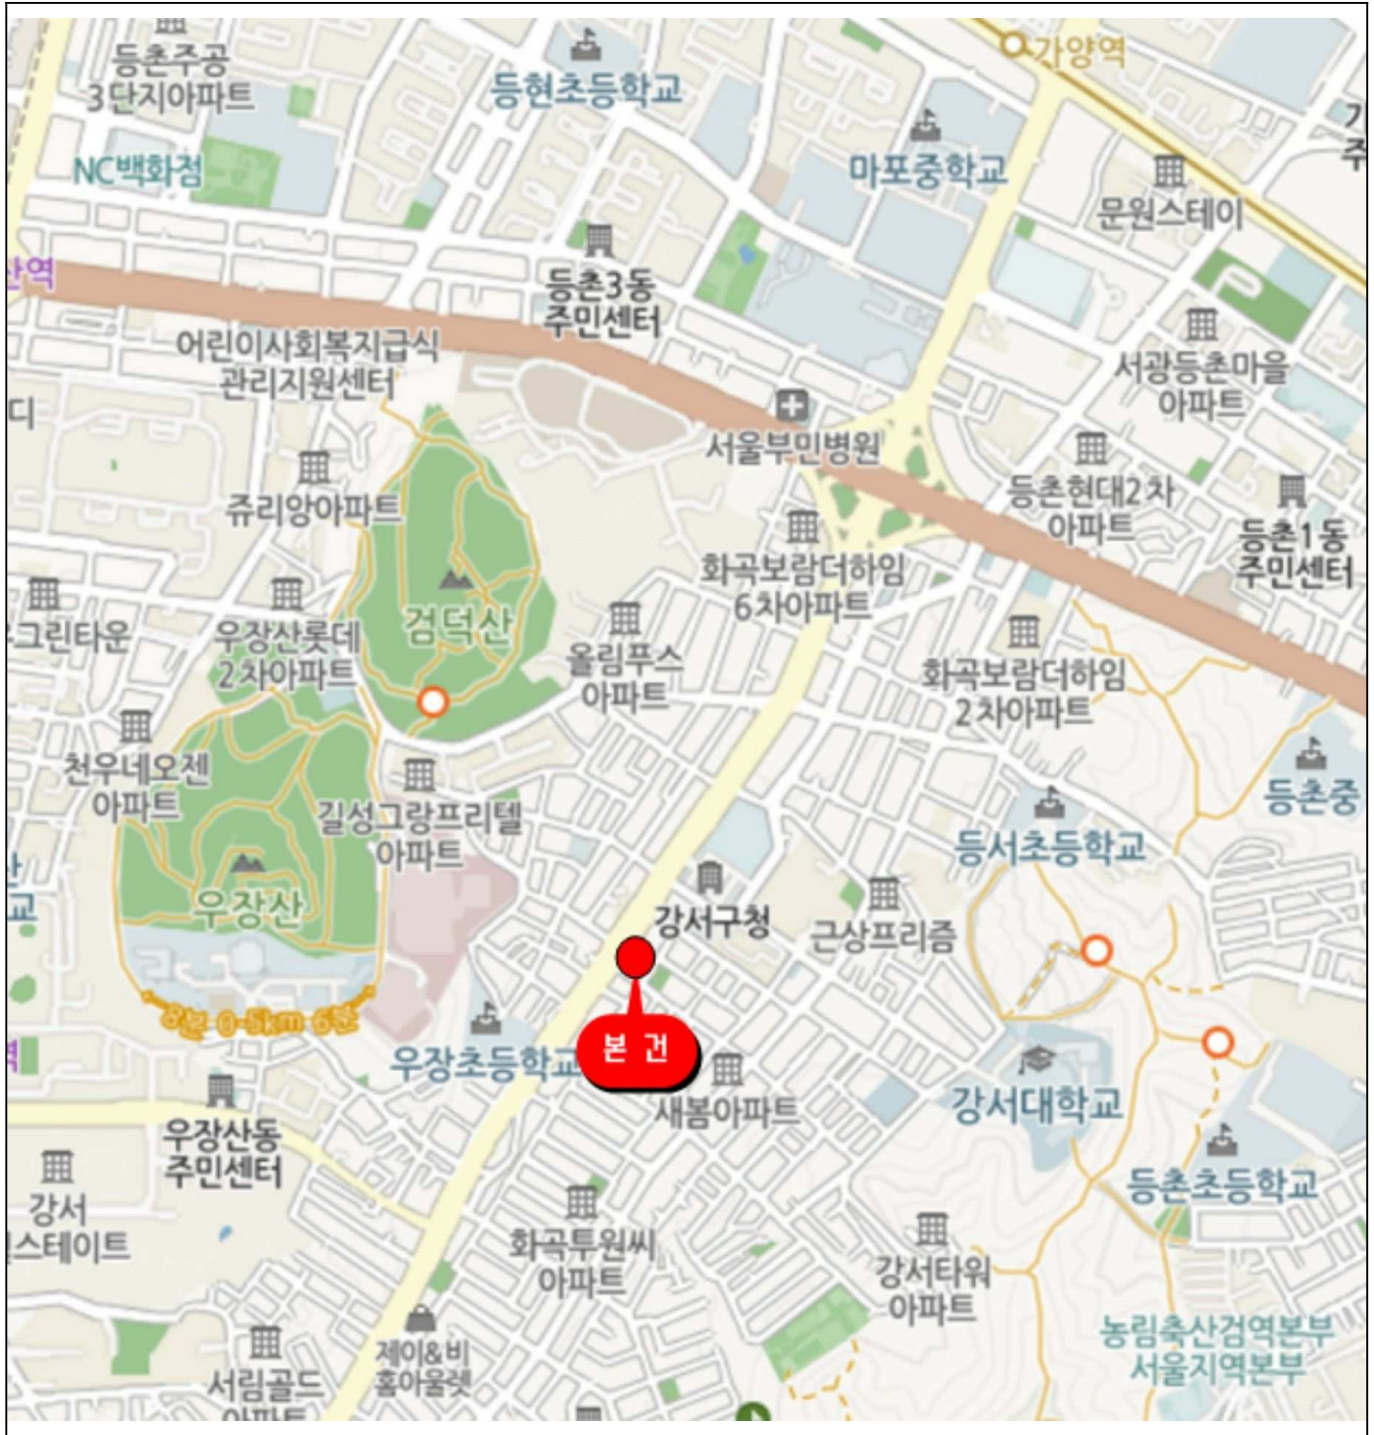 등촌주공
3단지아파트
등현초등학교
가양역
NC백화점
마포중학교
문원스테이
산역
등촌3동
주민센터
어린이사회복지급식
관리지원센터
디
서울부민병원
서광등촌마을
아파트
쥬리앙아파트
등촌현대2차
아파트
등촌1동
주민센터
화곡보람더하임
6차아파트
그린타운
우장산롯데
2차아파트
검덕산
올림푸스
아파트
화곡보람더하임
2차아파트
천우네오젠
아파트
길성그랑프리텔
아파트
등촌중
등서초등학교
교
우장산
강서구청
근상프리즘
우장초등학교
본 건
새봄아파트
강서대학교
역
우장산동
주민센터
강서
스테이트
등촌초등학교
화곡투원씨
아파트
강서타워
아파트
제이&비
홈아울렛
서림골드
아파트
농림축산검역본부
서울지역본부